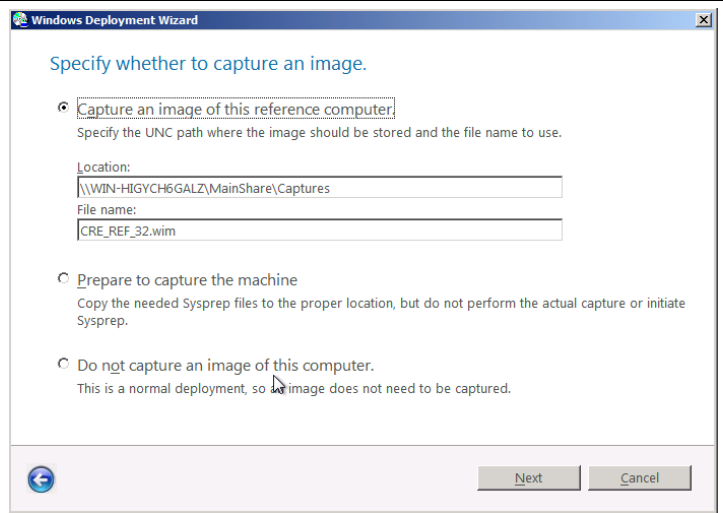 Windows Deployment Wizard
Specify whether to capture an image.
Capture an image of this reference computer.
Specify the UNC path where the image should be stored and the file name to use.
Location:
\\WIN-HIGYCH6GALZ\MainShare\Captures
File name:
CRE_REF_32.wim
Prepare to capture the machine
Copy the needed Sysprep files to the proper location, but do not perform the actual capture or initiate
Sysprep.
Do not capture an image of this computer.
This is a normal deployment, so an image does not need to be captured.
Next
Cancel